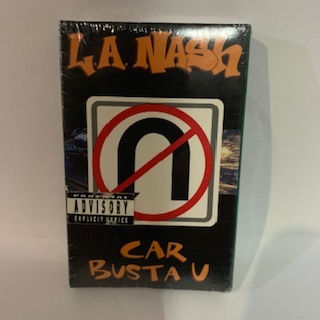 L.A NASH
PARENTAL
ADVISORY
EXPLICIT LYRICS
CAR
BUSTA U